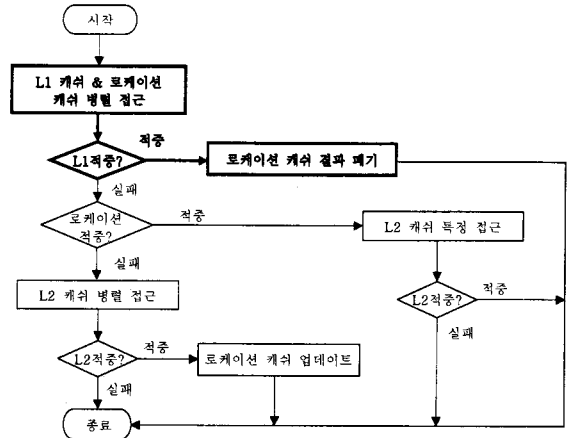 시작
L1 캐쉬 & 로케이션
캐쉬 병렬 접근
적중
L1적중?
로케이션 캐쉬 결과 폐기
실패
로케이션
적중?
적중
L2 캐쉬 특정 접근
실패
L2 캐쉬 병렬 접근
L2적중?
적중
실패
L2적중?
적중
로케이션 캐쉬 업데이트
실패
종료